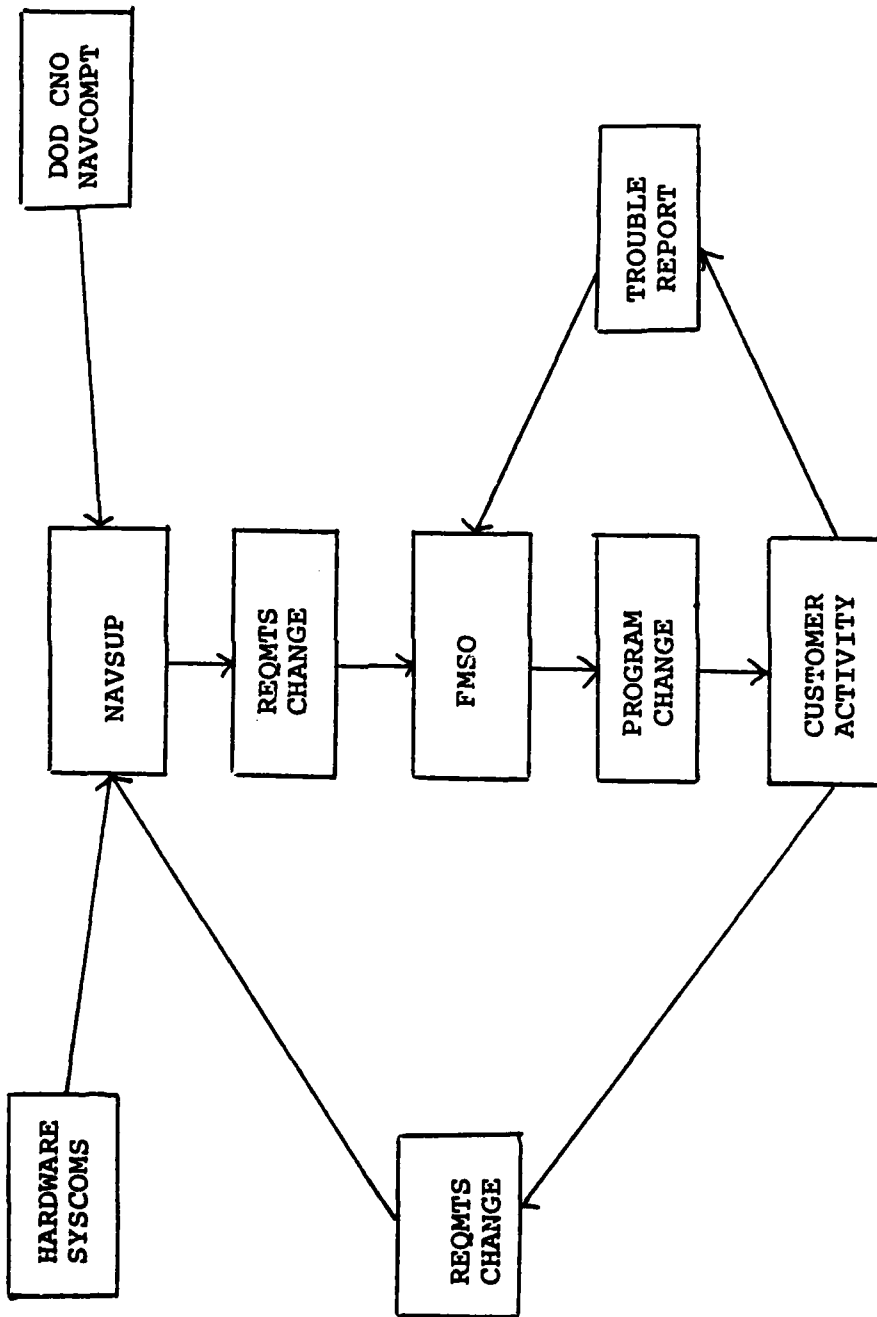 HARDWARE
SYSCOMS
DOD CNO
NAVCOMPT
NAVSUP
REQMTS
CHANGE
FMSO
PROGRAM
CHANGE
CUSTOMER
ACTIVITY
REQMTS
CHANGE
TROUBLE
REPORT